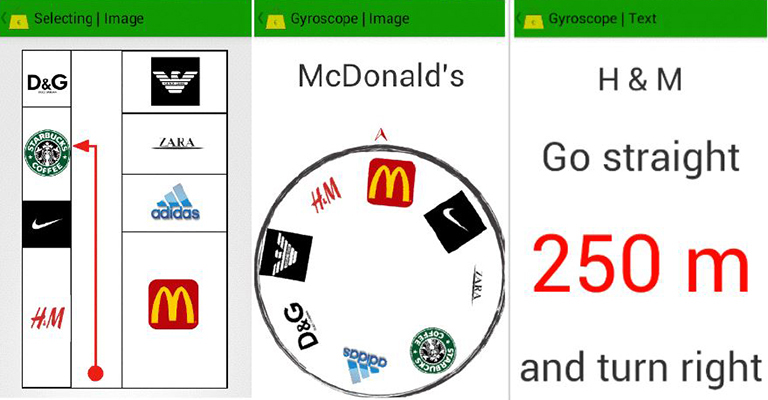 Selecting | Image
D&G
STARBUCKS
COFFEE
H&M
ZARA
adidas
Gyroscope | Image
McDonald's
H&M
ZARA
D&G
adidas
STARBUCKS
COFFEE
Gyroscope | Text
H & M
Go straight
250 m
and turn right